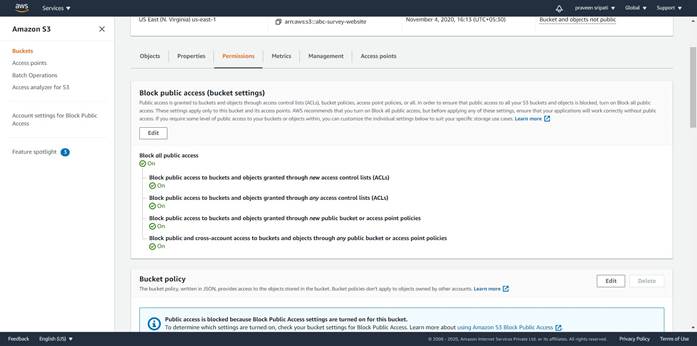 aws
Services
praveen sripati
Global
Support
Amazon S3
Buckets
Access points
Batch Operations
Access analyzer for S3
Account settings for Block Public
Access
Feature spotlight
US East (N. Virginia) us-east-1
arn:aws:s3:::abc-survey-website
November 4, 2020, 16:13 (UTC+05:30)
Bucket and objects not public
Objects
Properties
Permissions
Metrics
Management
Access points
Block public access (bucket settings)
Public access is granted to buckets and objects through access control lists (ACLs), bucket policies, access point policies, or all. In order to ensure that public access to all your S3 buckets and objects is blocked, turn on Block all public
access. These settings apply only to this bucket and its access points. AWS recommends that you turn on Block all public access, but before applying any of these settings, ensure that your applications will work correctly without public
access. If you require some level of public access to your buckets or objects within, you can customize the individual settings below to suit your specific storage use cases. Learn more
Edit
Block all public access
On
Block public access to buckets and objects granted through new access control lists (ACLs)
On
Block public access to buckets and objects granted through any access control lists (ACLs)
On
Block public access to buckets and objects granted through new public bucket or access point policies
On
Block public and cross-account access to buckets and objects through any public bucket or access point policies
On
Bucket policy
The bucket policy, written in JSON, provides access to the objects stored in the bucket. Bucket policies don't apply to objects owned by other accounts. Learn more
Edit
Delete
Public access is blocked because Block Public Access settings are turned on for this bucket.
To determine which settings are turned on, check your bucket settings for Block Public Access. Learn more about using Amazon S3 Block Public Access
Feedback
English (US)
© 2008 - 2020, Amazon Internet Services Private Ltd. or its affiliates. All rights reserved.
Privacy Policy
Terms of Use